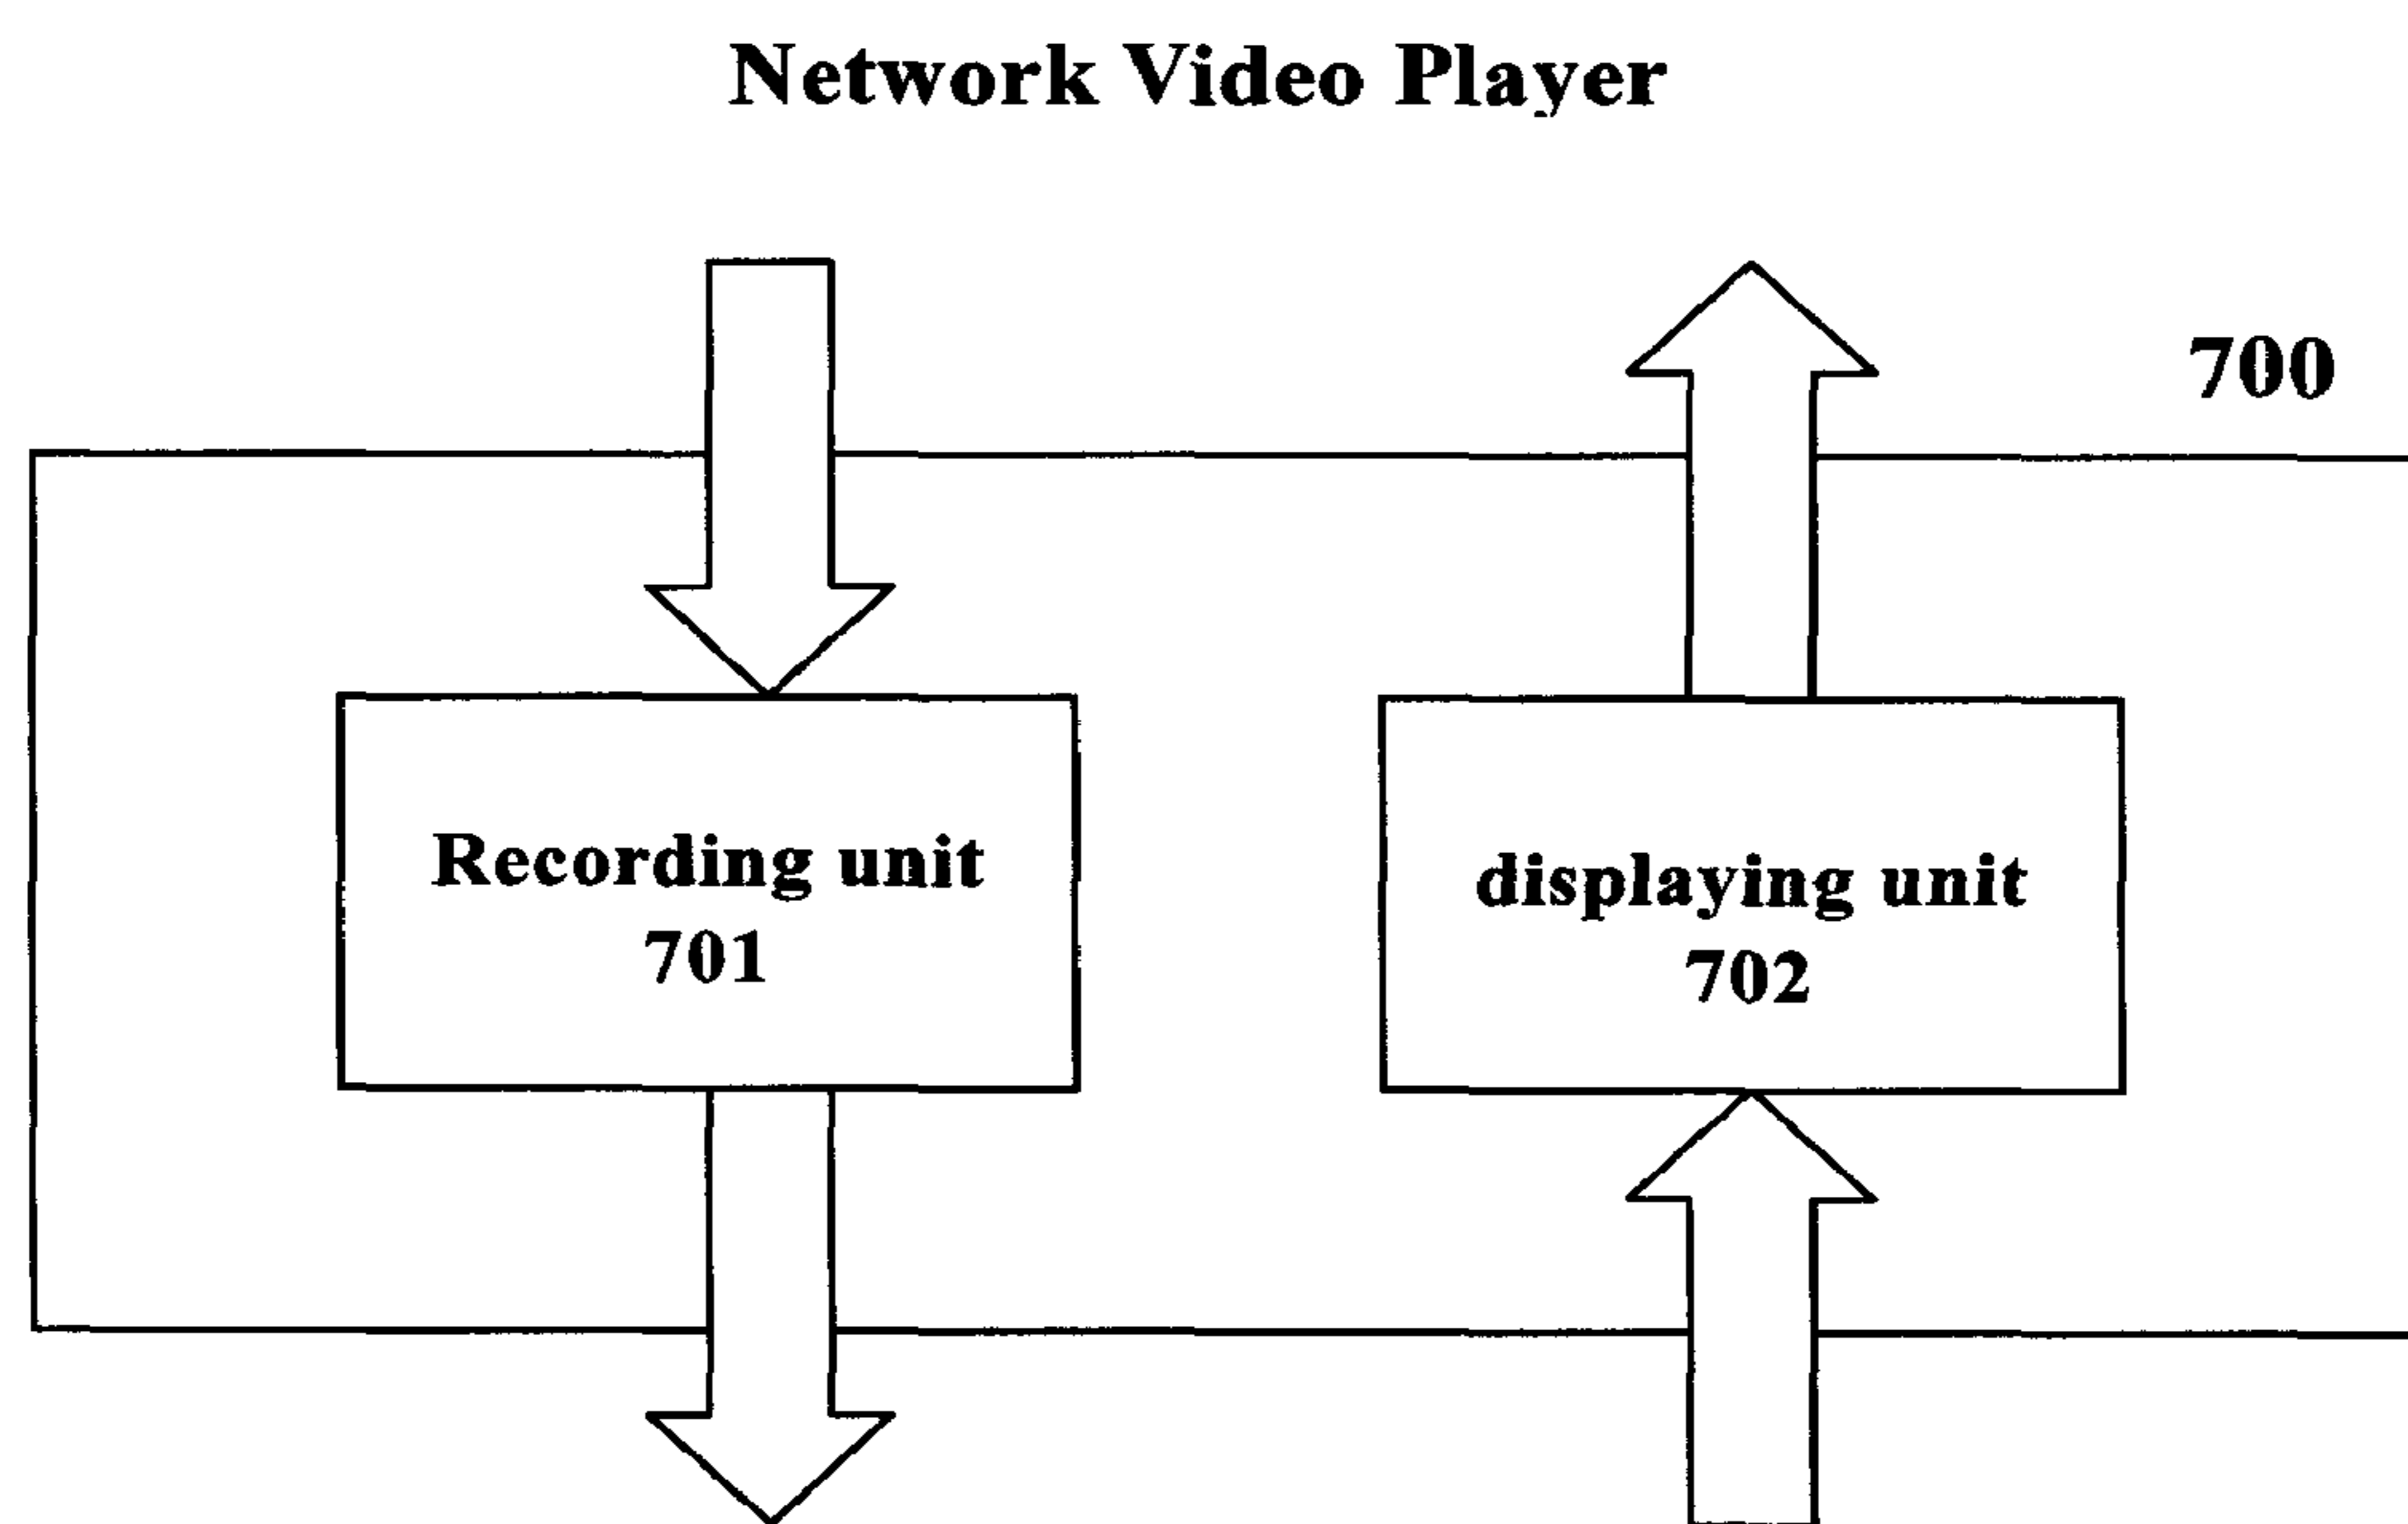 Network Video Player
700
Recording unit
701
displaying unit
702